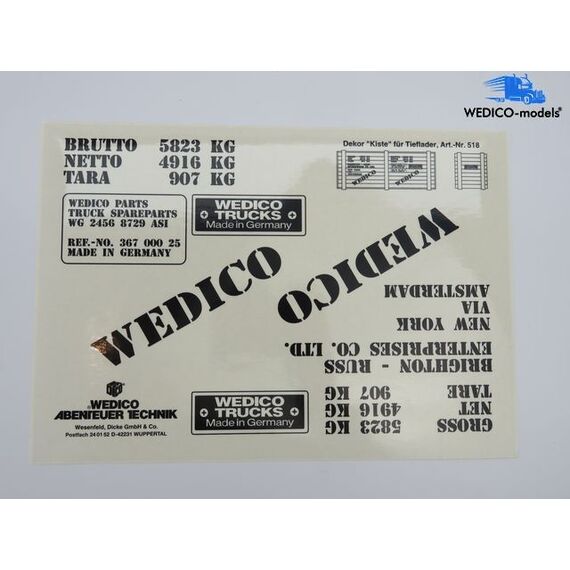 WEDICO-models®
Dekor "Kiste" für Tieflader, Art.-Nr. 518
BRUTTO 5823 KG
NETTO 4916 KG
TARA 907 KG
WEDICO
WEDICO
WEDICO PARTS
TRUCK SPAREPARTS
WG 2456 8729 ASI
REF.-NO. 367 000 25
MADE IN GERMANY
WEDICO
TRUCKS
Made in Germany
WEDICO
WEDICO
GROSS 5823 KG
NET 4916 KG
TARE 907 KG
BRIGHTON - RUSS
ENTERPRISES CO. LTD.
NEW YORK
VIA
AMSTERDAM
WEDICO
TRUCKS
Made in Germany
WEDICO
ABENTEUER TECHNIK
Wesenfeld, Dicke GmbH & Co.
Postfach 24 01 52 D-42231 WUPPERTAL